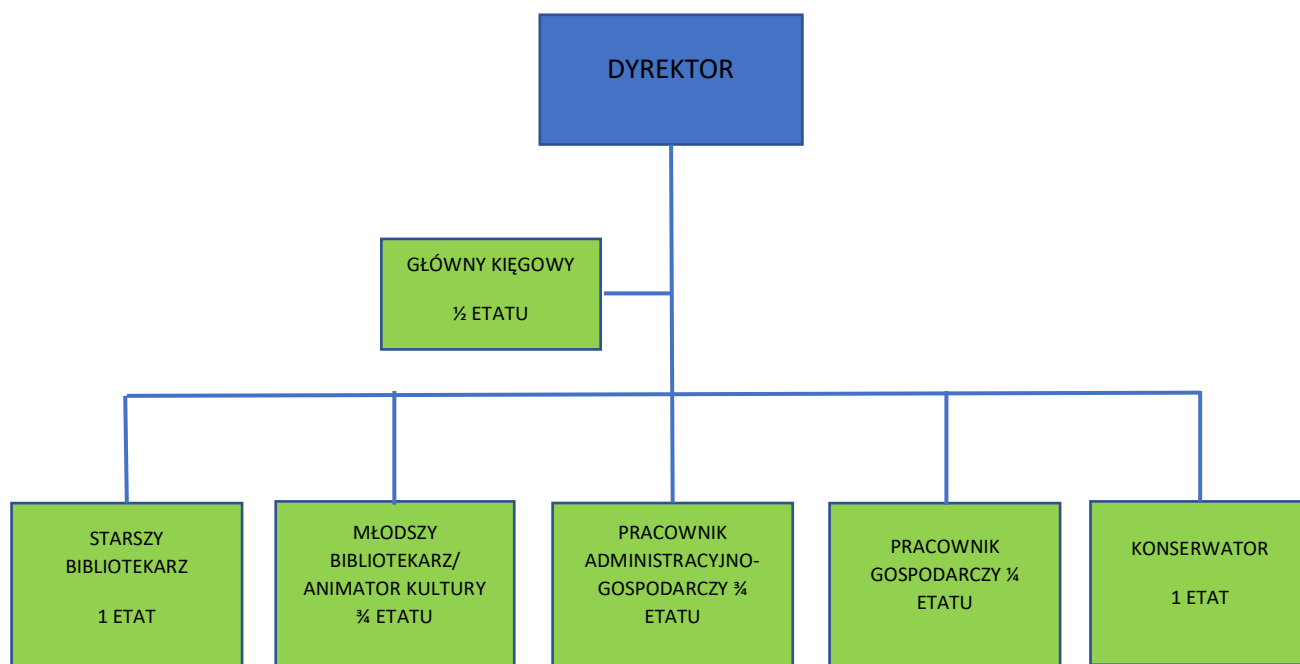 DYREKTOR
GŁÓWNY KIĘGOWY
½ ETATU
STARSZY
BIBLIOTEKARZ
1 ETAT
MŁODSZY
BIBLIOTEKARZ/
ANIMATOR KULTURY
¾ ETATU
PRACOWNIK
ADMINISTRACYJNO-
GOSPODARCZY ¾
ETATU
PRACOWNIK
GOSPODARCZY ¼
ETATU
KONSERWATOR
1 ETAT